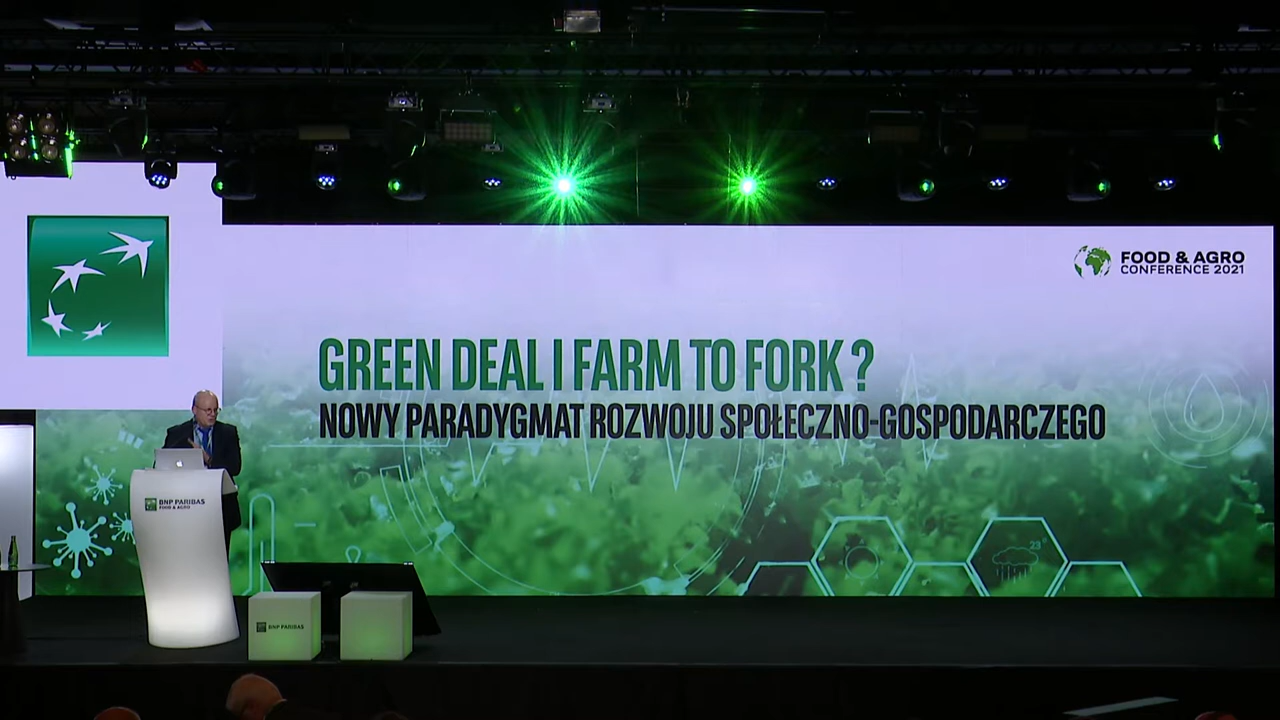 FOOD & AGRO
CONFERENCE 2021
GREEN DEAL I FARM TO FORK ?
NOWY PARADYGMAT ROZWOJU SPOŁECZNO-GOSPODARCZEGO
BNP PARIBAS
FOOD & AGRO
23°
BNP PARIBAS